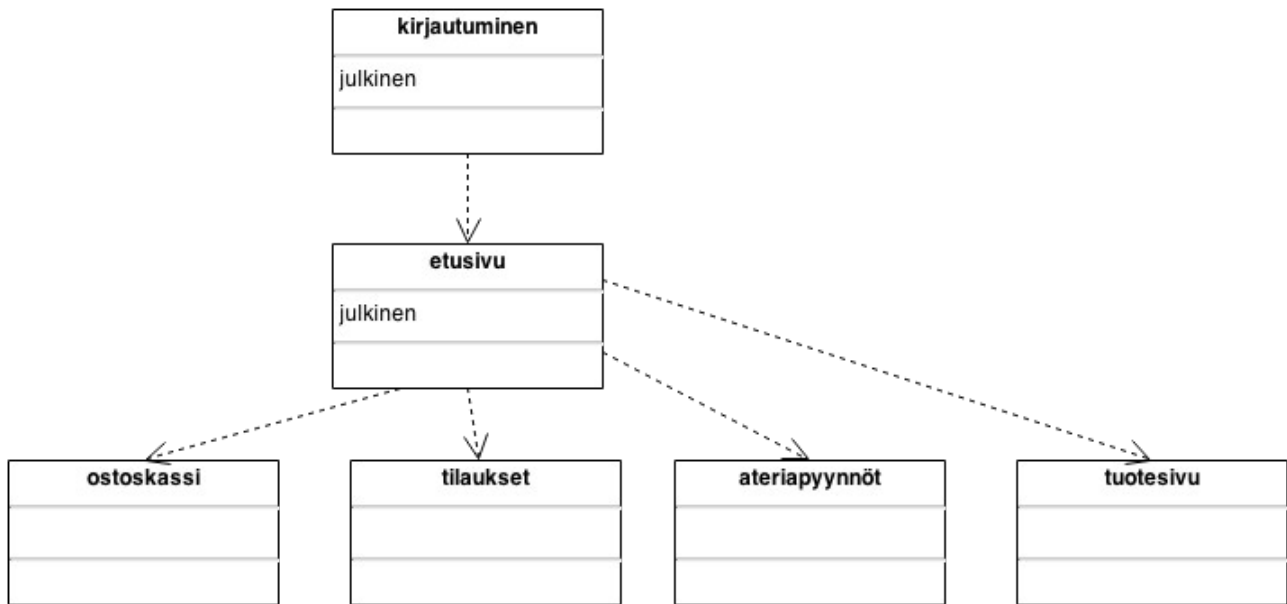 kirjautuminen
julkinen
etusivu
julkinen
ostoskassi
tilaukset
ateriapyynnöt
tuotesivu